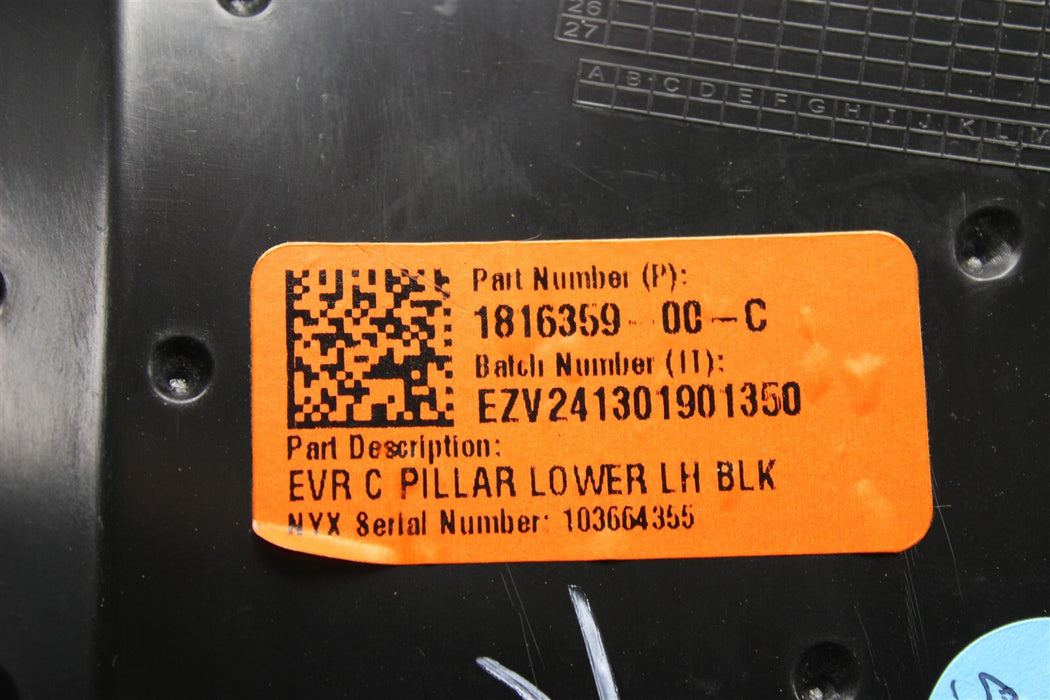 26
27
A B C D E F G H I J K L M
Part Number (P):
1816359-00-C
Batch Number (1T):
EZV241301901350
Part Description:
EVR C PILLAR LOWER LH BLK
NYX Serial Number: 103664355